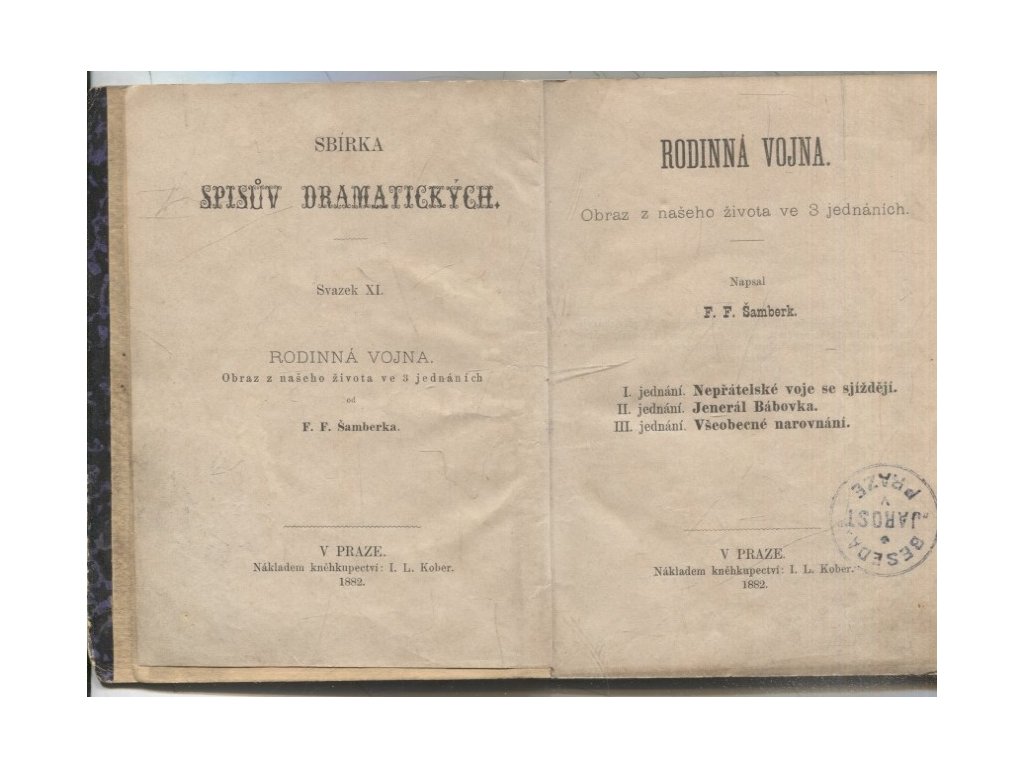 SBÍRKA
SPISŮV DRAMATICKÝCH.
Svazek XI.
RODINNÁ VOJNA.
Obraz z našeho života ve 3 jednáních
od
F. F. Šamberka.
V PRAZE.
Nákladem kněhkupectví: I. L. Kober.
1882.
RODINNÁ VOJNA.
Obraz z našeho života ve 3 jednáních.
Napsal
F. F. Šamberk.
I. jednání. Nepřátelské voje se sjíždějí.
II. jednání. Jenerál Bábovka.
III. jednání. Všeobecné narovnání.
BESEDA
„JAROST“
V
PRAZE
V PRAZE.
Nákladem kněhkupectví: I. L. Kober.
1882.